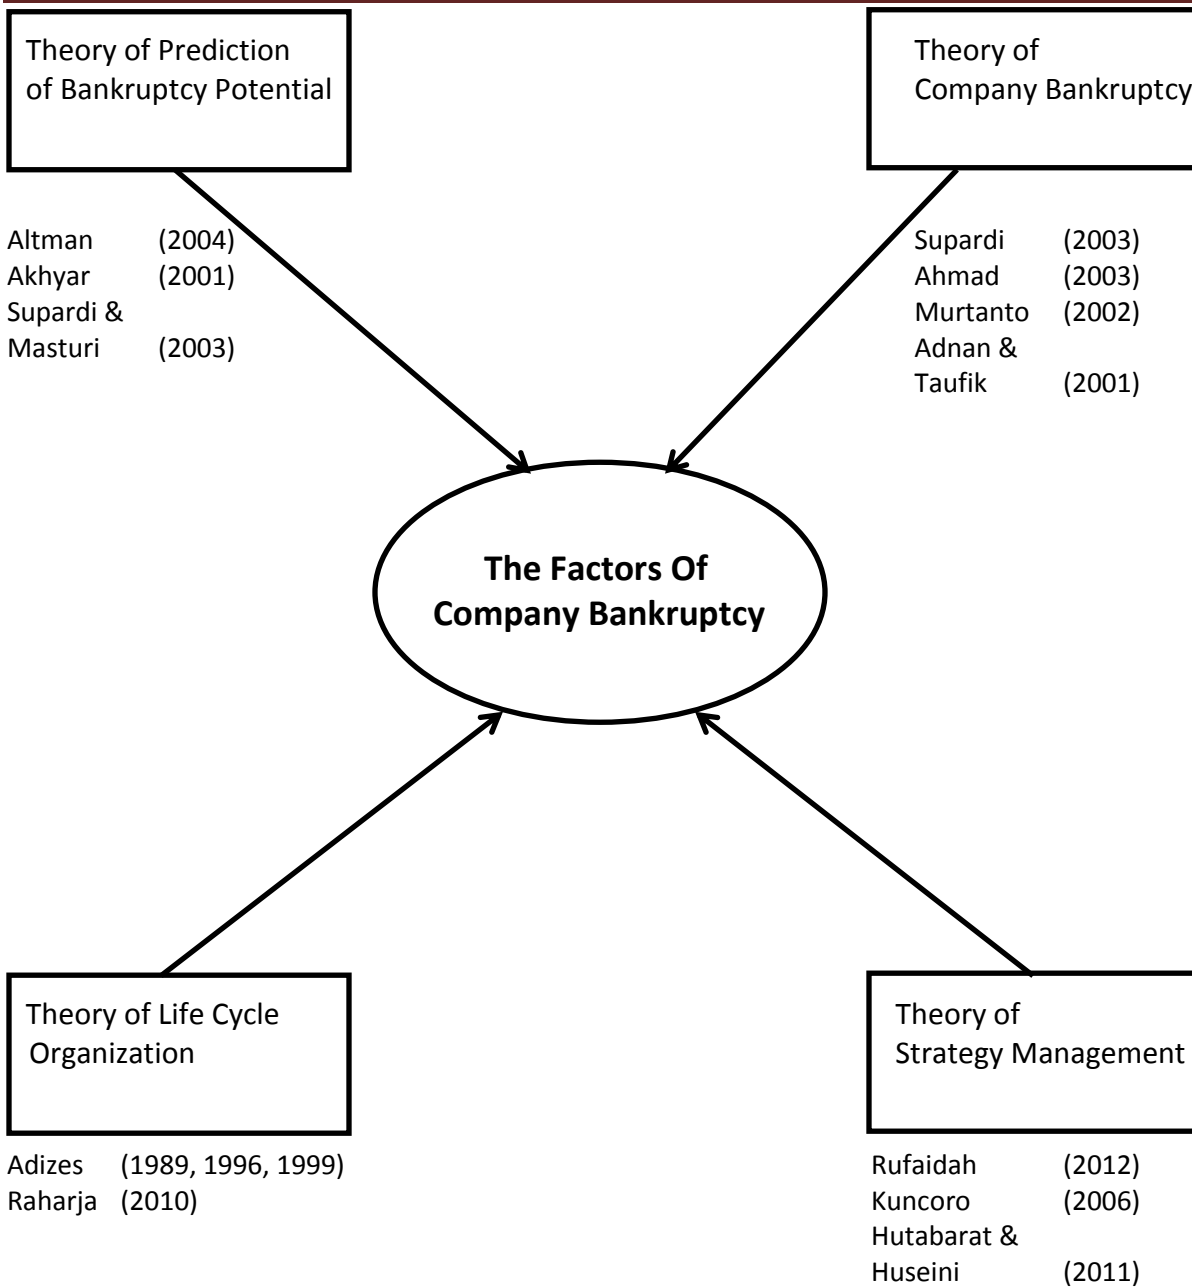 Theory of Prediction
of Bankruptcy Potential
Theory of
Company Bankruptcy
Altman (2004)
Akhyar (2001)
Supardi &
Masturi (2003)
Supardi (2003)
Ahmad (2003)
Murtanto (2002)
Adnan &
Taufik (2001)
The Factors Of
Company Bankruptcy
Theory of Life Cycle
Organization
Theory of
Strategy Management
Adizes (1989, 1996, 1999)
Raharja (2010)
Rufaidah (2012)
Kuncoro (2006)
Hutabarat &
Huseini (2011)